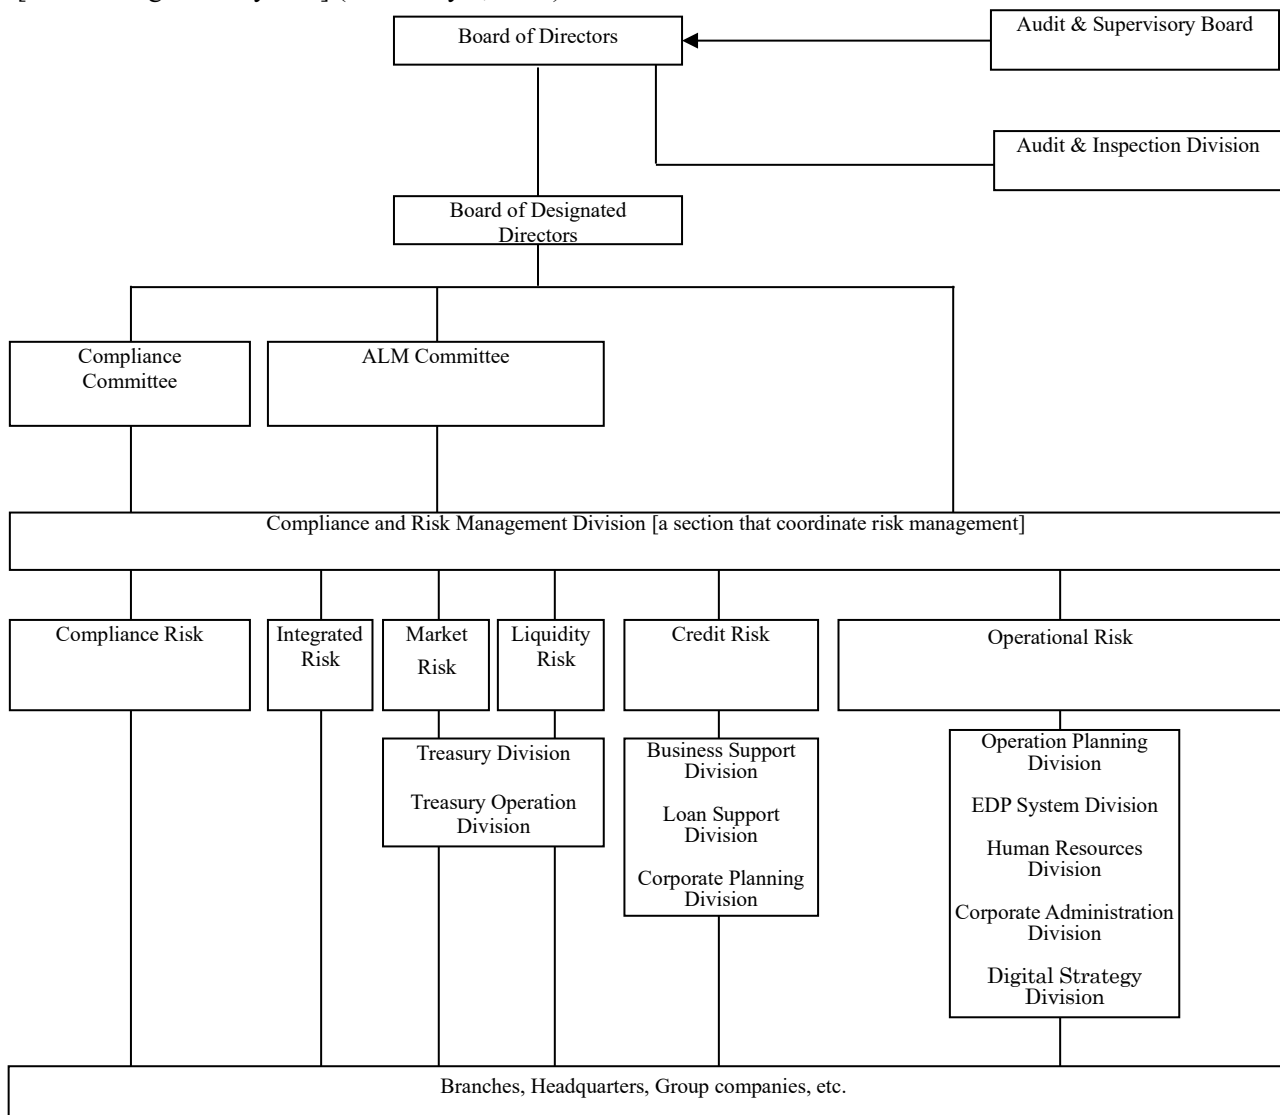 Board of Directors
Audit & Supervisory Board
Audit & Inspection Division
Board of Designated
Directors
Compliance
Committee
ALM Committee
Compliance and Risk Management Division [a section that coordinate risk management]
Compliance Risk
Integrated
Risk
Market
Risk
Liquidity
Risk
Credit Risk
Operational Risk
Treasury Division
Treasury Operation
Division
Business Support
Division
Loan Support
Division
Corporate Planning
Division
Operation Planning
Division
EDP System Division
Human Resources
Division
Corporate Administration
Division
Digital Strategy
Division
Branches, Headquarters, Group companies, etc.